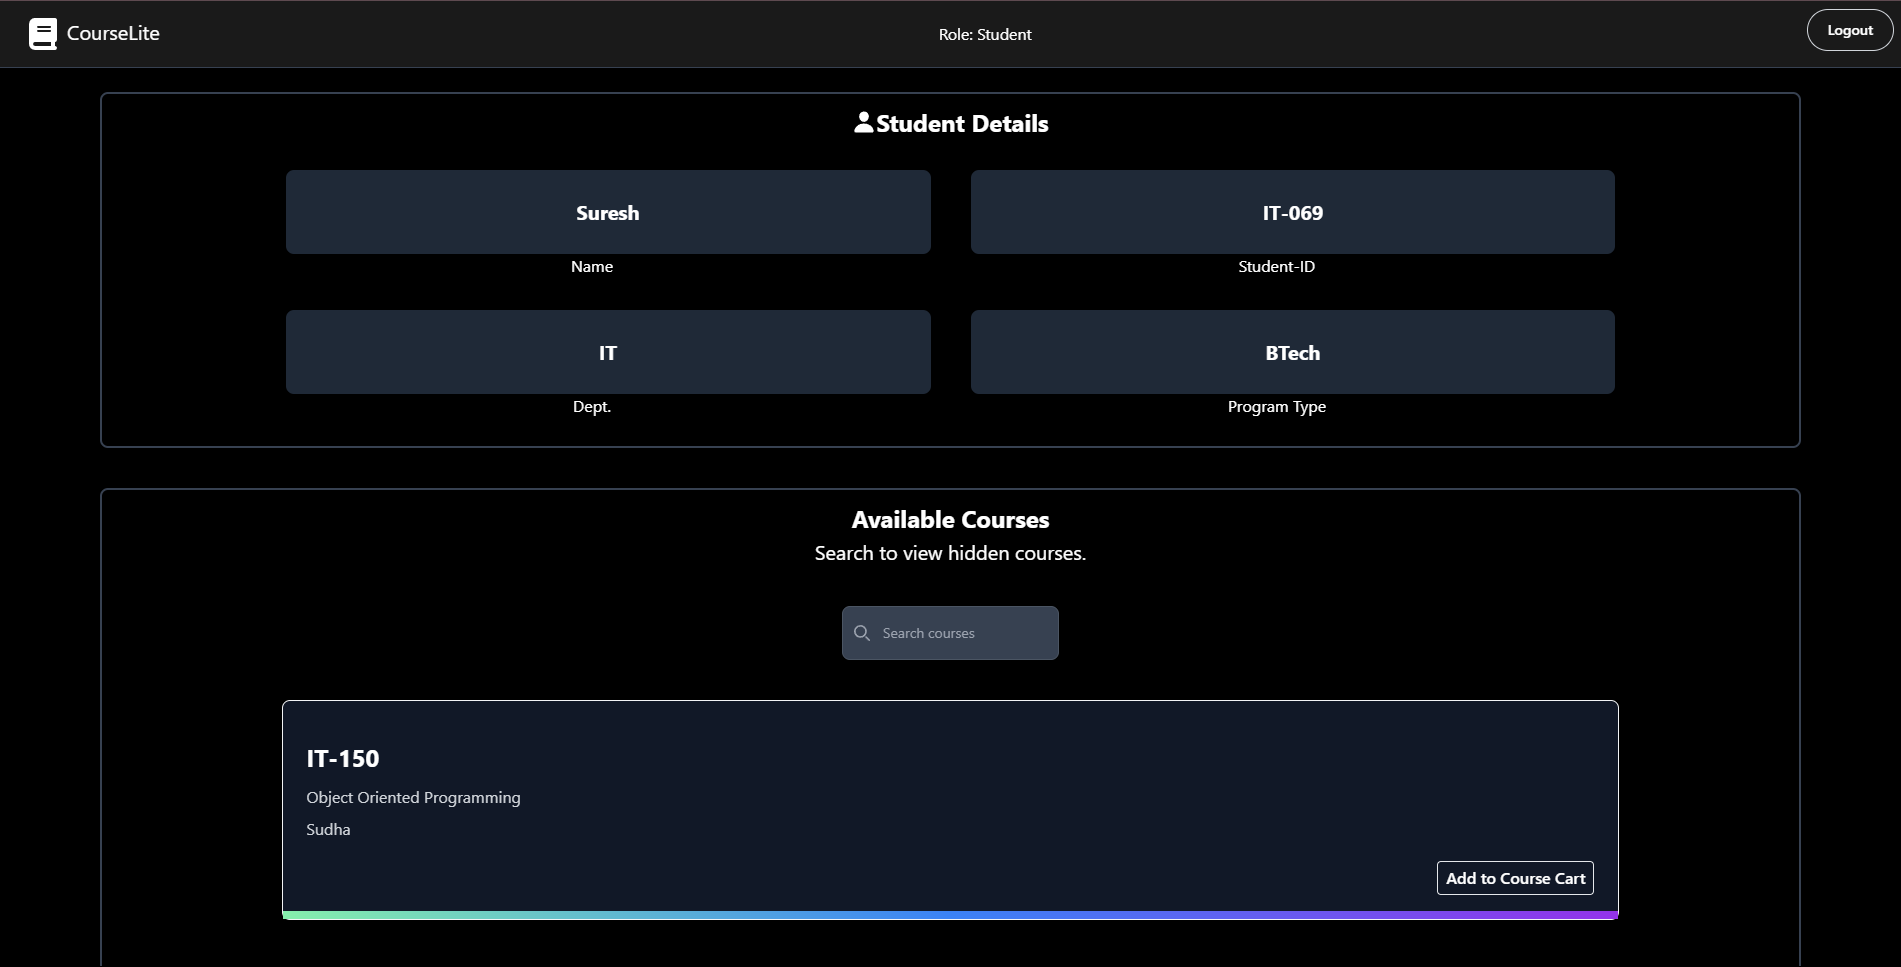 CourseLite
Role: Student
Logout
Student Details
Suresh
IT-069
Name
Student-ID
IT
BTech
Dept.
Program Type
Available Courses
Search to view hidden courses.
Search courses
IT-150
Object Oriented Programming
Sudha
Add to Course Cart